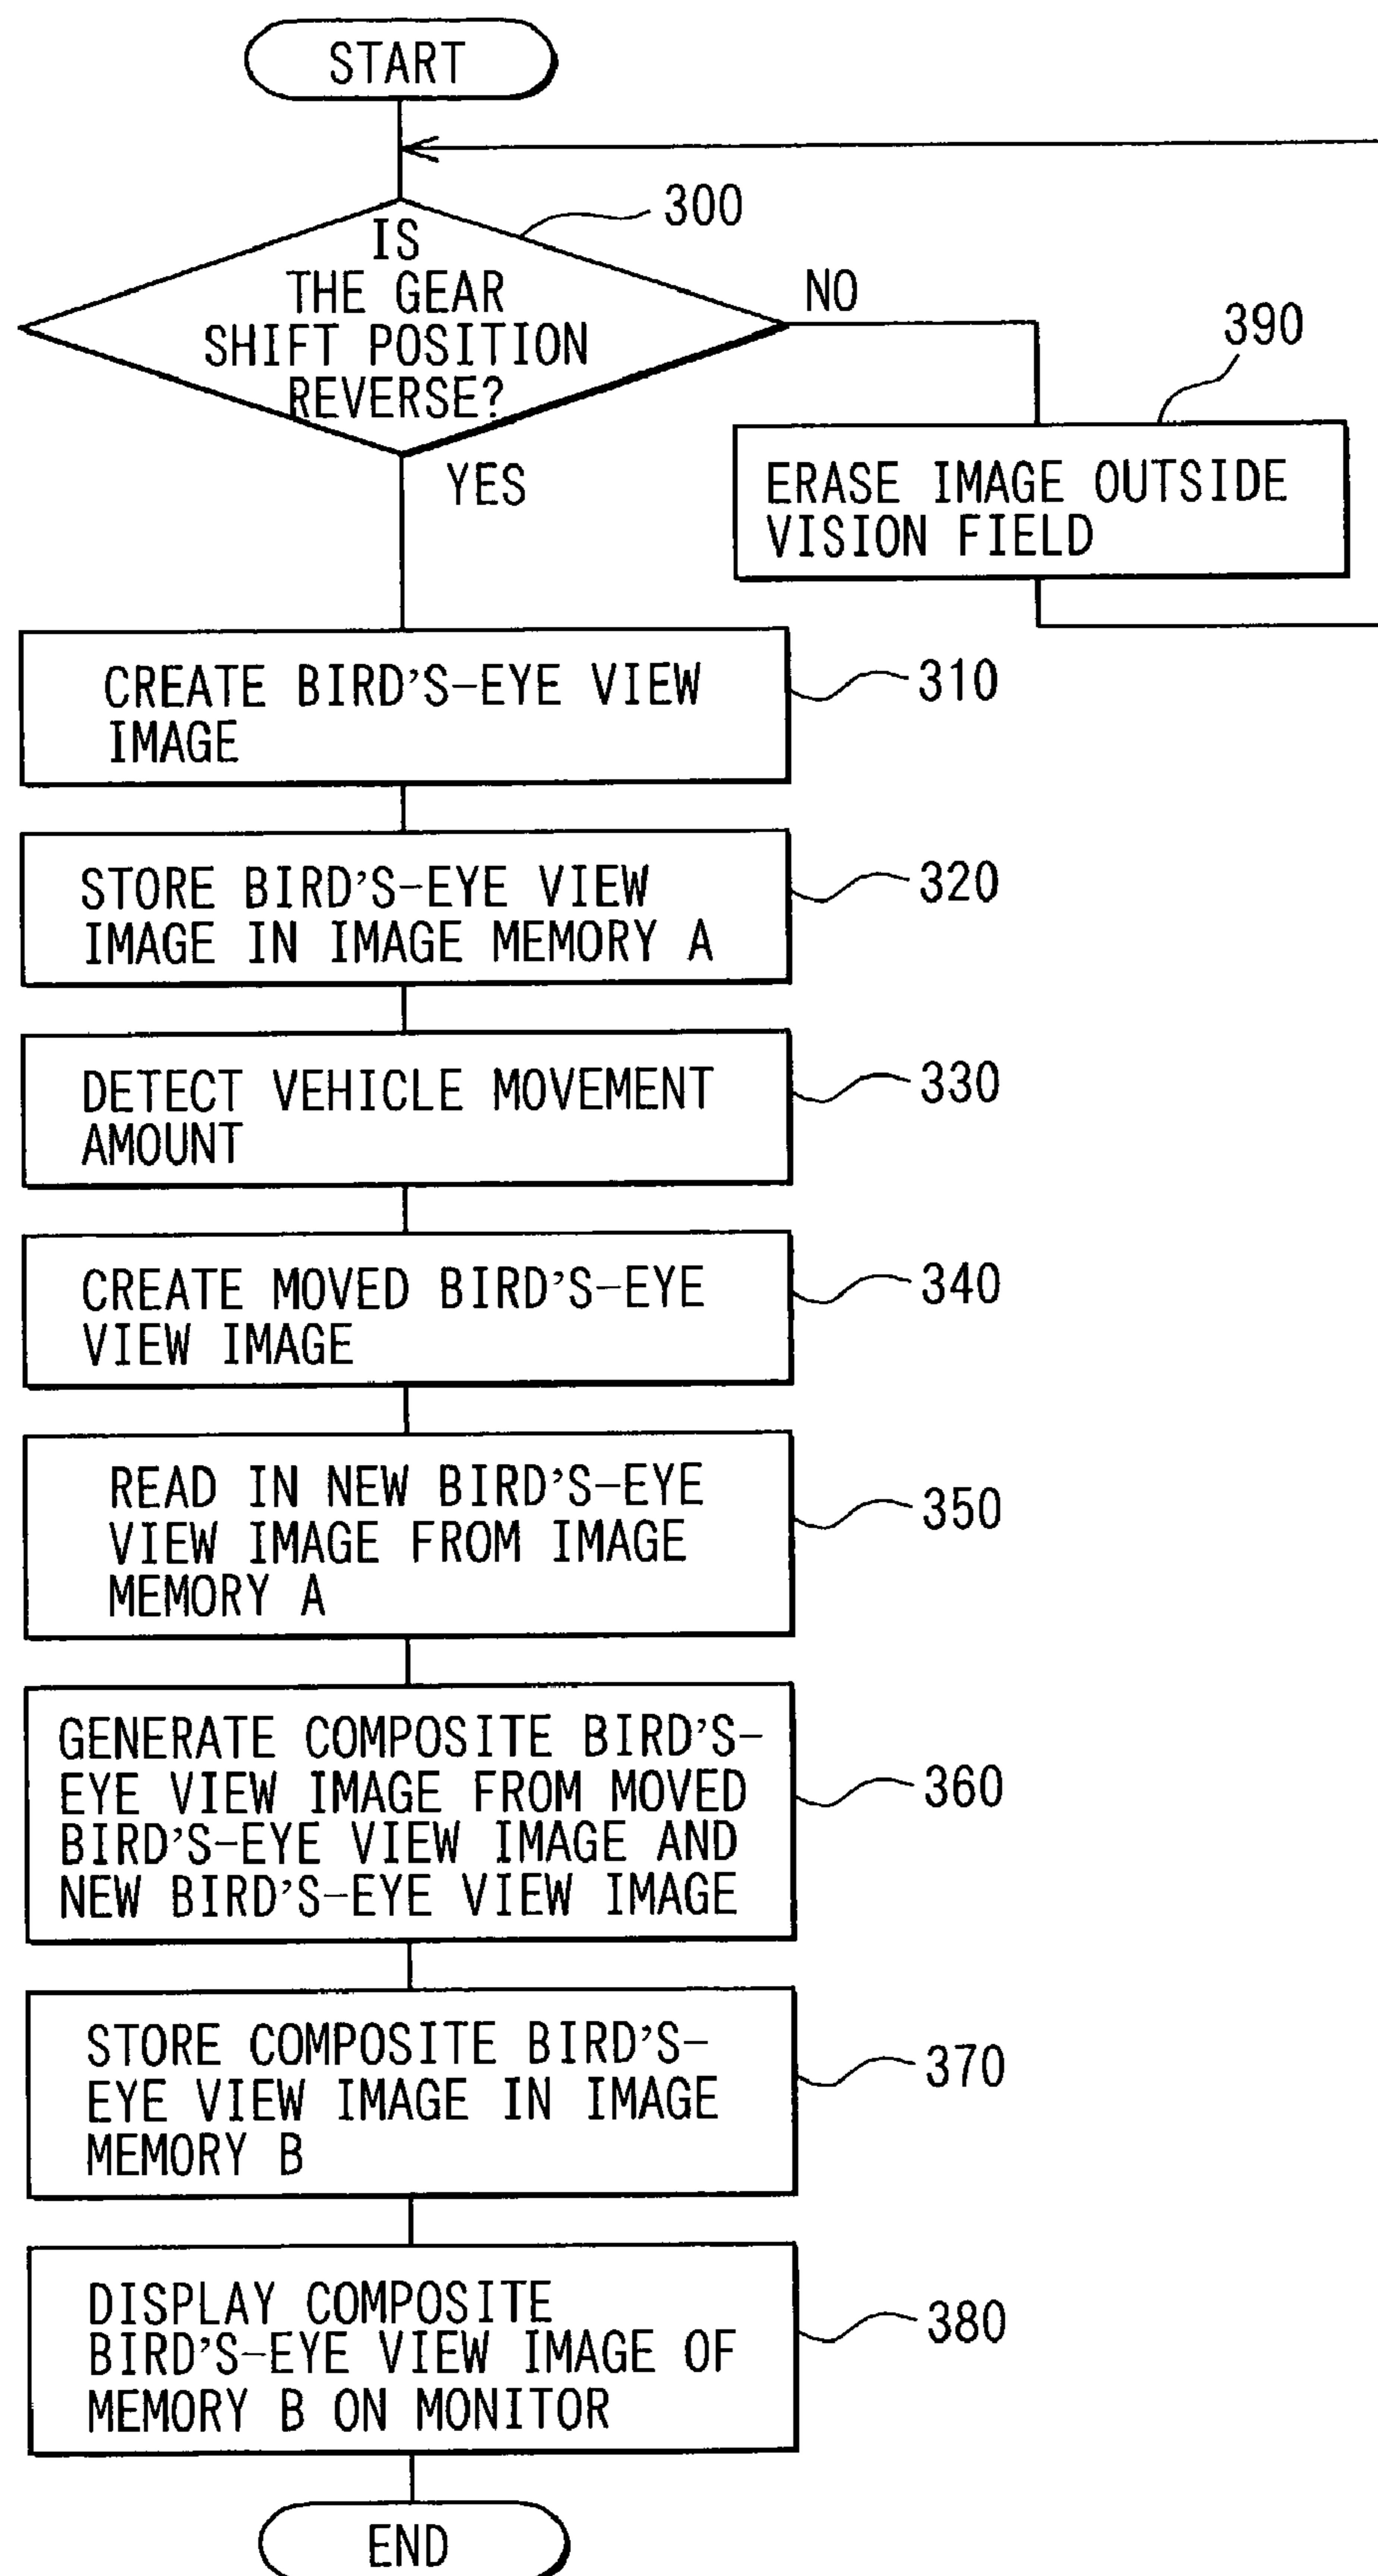 START
300
IS
THE GEAR
SHIFT POSITION
REVERSE?
NO
YES
390
ERASE IMAGE OUTSIDE
VISION FIELD
CREATE BIRD'S-EYE VIEW
IMAGE
310
STORE BIRD'S-EYE VIEW
IMAGE IN IMAGE MEMORY A
320
DETECT VEHICLE MOVEMENT
AMOUNT
330
CREATE MOVED BIRD'S-EYE
VIEW IMAGE
340
READ IN NEW BIRD'S-EYE
VIEW IMAGE FROM IMAGE
MEMORY A
350
GENERATE COMPOSITE BIRD'S-
EYE VIEW IMAGE FROM MOVED
BIRD'S-EYE VIEW IMAGE AND
NEW BIRD'S-EYE VIEW IMAGE
360
STORE COMPOSITE BIRD'S-
EYE VIEW IMAGE IN IMAGE
MEMORY B
370
DISPLAY COMPOSITE
BIRD'S-EYE VIEW IMAGE OF
MEMORY B ON MONITOR
380
END